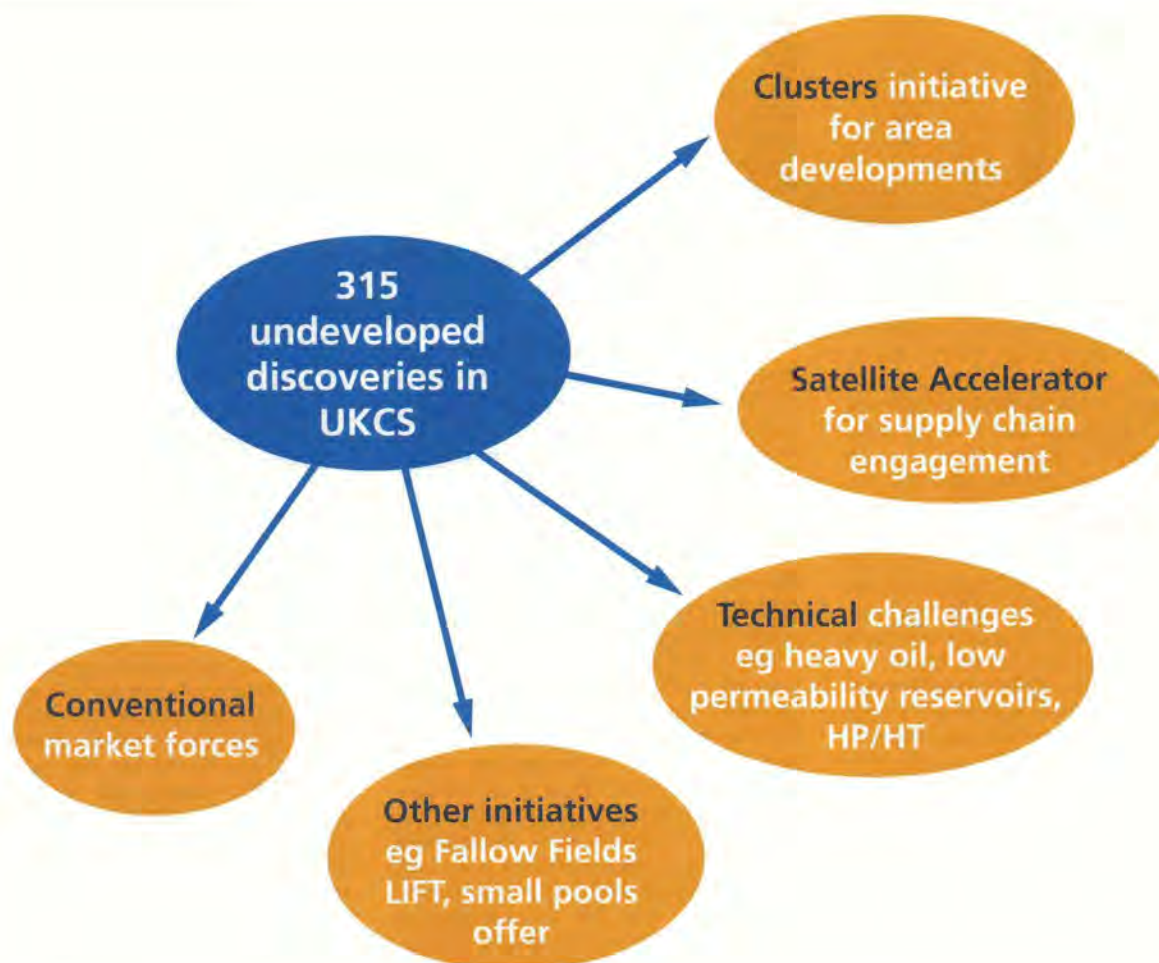 315
undeveloped
discoveries in
UKCS
Clusters initiative
for area
developments
Satellite Accelerator
for supply chain
engagement
Technical challenges
eg heavy oil, low
permeability reservoirs,
HP/HT
Other initiatives
eg Fallow Fields
LIFT, small pools
offer
Conventional
market forces